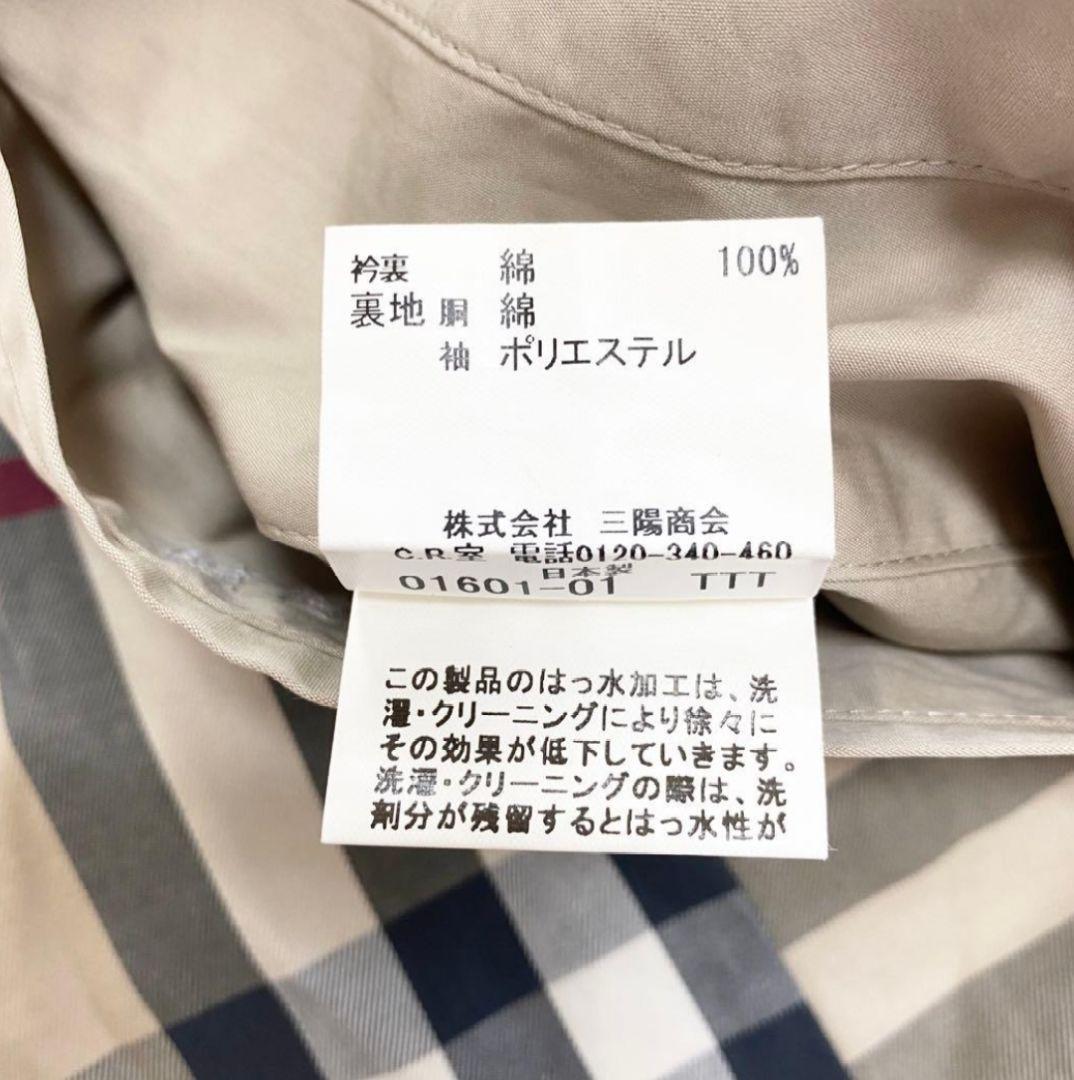 衿裏 綿 100%
裏地 胴 綿
袖 ポリエステル
株式会社 三陽商会
C.R室 電話0120-340-460
日本製
01601-01 TTT
この製品のはっ水加工は、洗
濯・クリーニングにより徐々に
その効果が低下していきます。
洗濯・クリーニングの際は、洗
剤分が残留するとはっ水性が